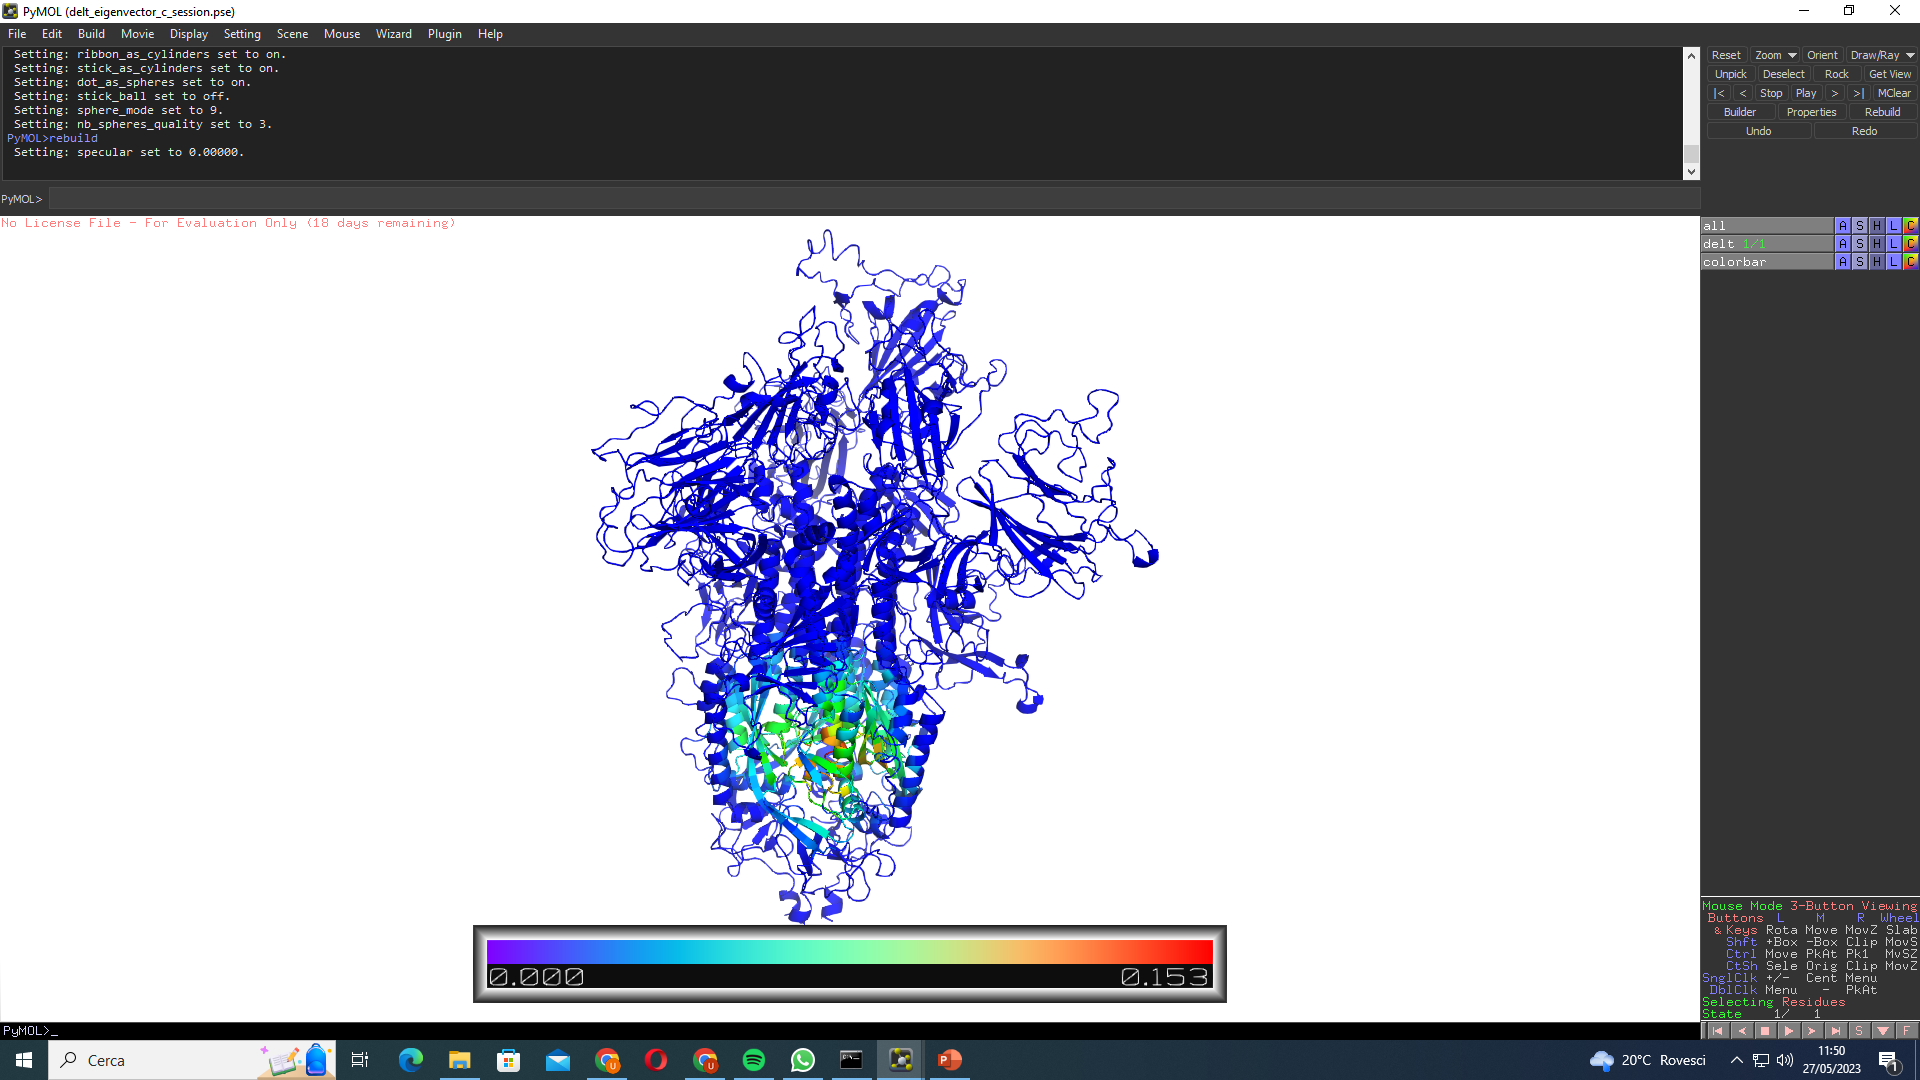 PyMOL (delt_eigenvector_c_session.pse)
File Edit Build Movie Display Setting Scene Mouse Wizard Plugin Help
Setting: ribbon_as_cylinders set to on.
Setting: stick_as_cylinders set to on.
Setting: dot_as_spheres set to on.
Setting: stick_ball set to off.
Setting: sphere_mode set to 9.
Setting: nb_spheres_quality set to 3.
PyMOL>rebuild
Setting: specular set to 0.00000.
PyMOL>
Reset Zoom Orient Draw/Ray
Unpick Deselect Rock Get View
|< < Stop Play > >| MClear
Builder Properties Rebuild
Undo Redo
No License File - For Evaluation Only (18 days remaining)
all A S H L C
delt 1/1 A S H L C
colorbar A S H L C
0.000 0.153
Mouse Mode 3-Button Viewing
Buttons L M R Wheel
& Keys Rota Move MovZ Slab
Shft +Box -Box Clip MovS
Ctrl Move PkAt Pk1 MvSZ
CtSh Sele Orig Clip MovZ
SnglClk +/- Cent Menu
DblClk Menu - PkAt
Selecting Residues
State 1/ 1
S F
PyMOL>_
Cerca
20°C Rovesci
11:50
27/05/2023
1